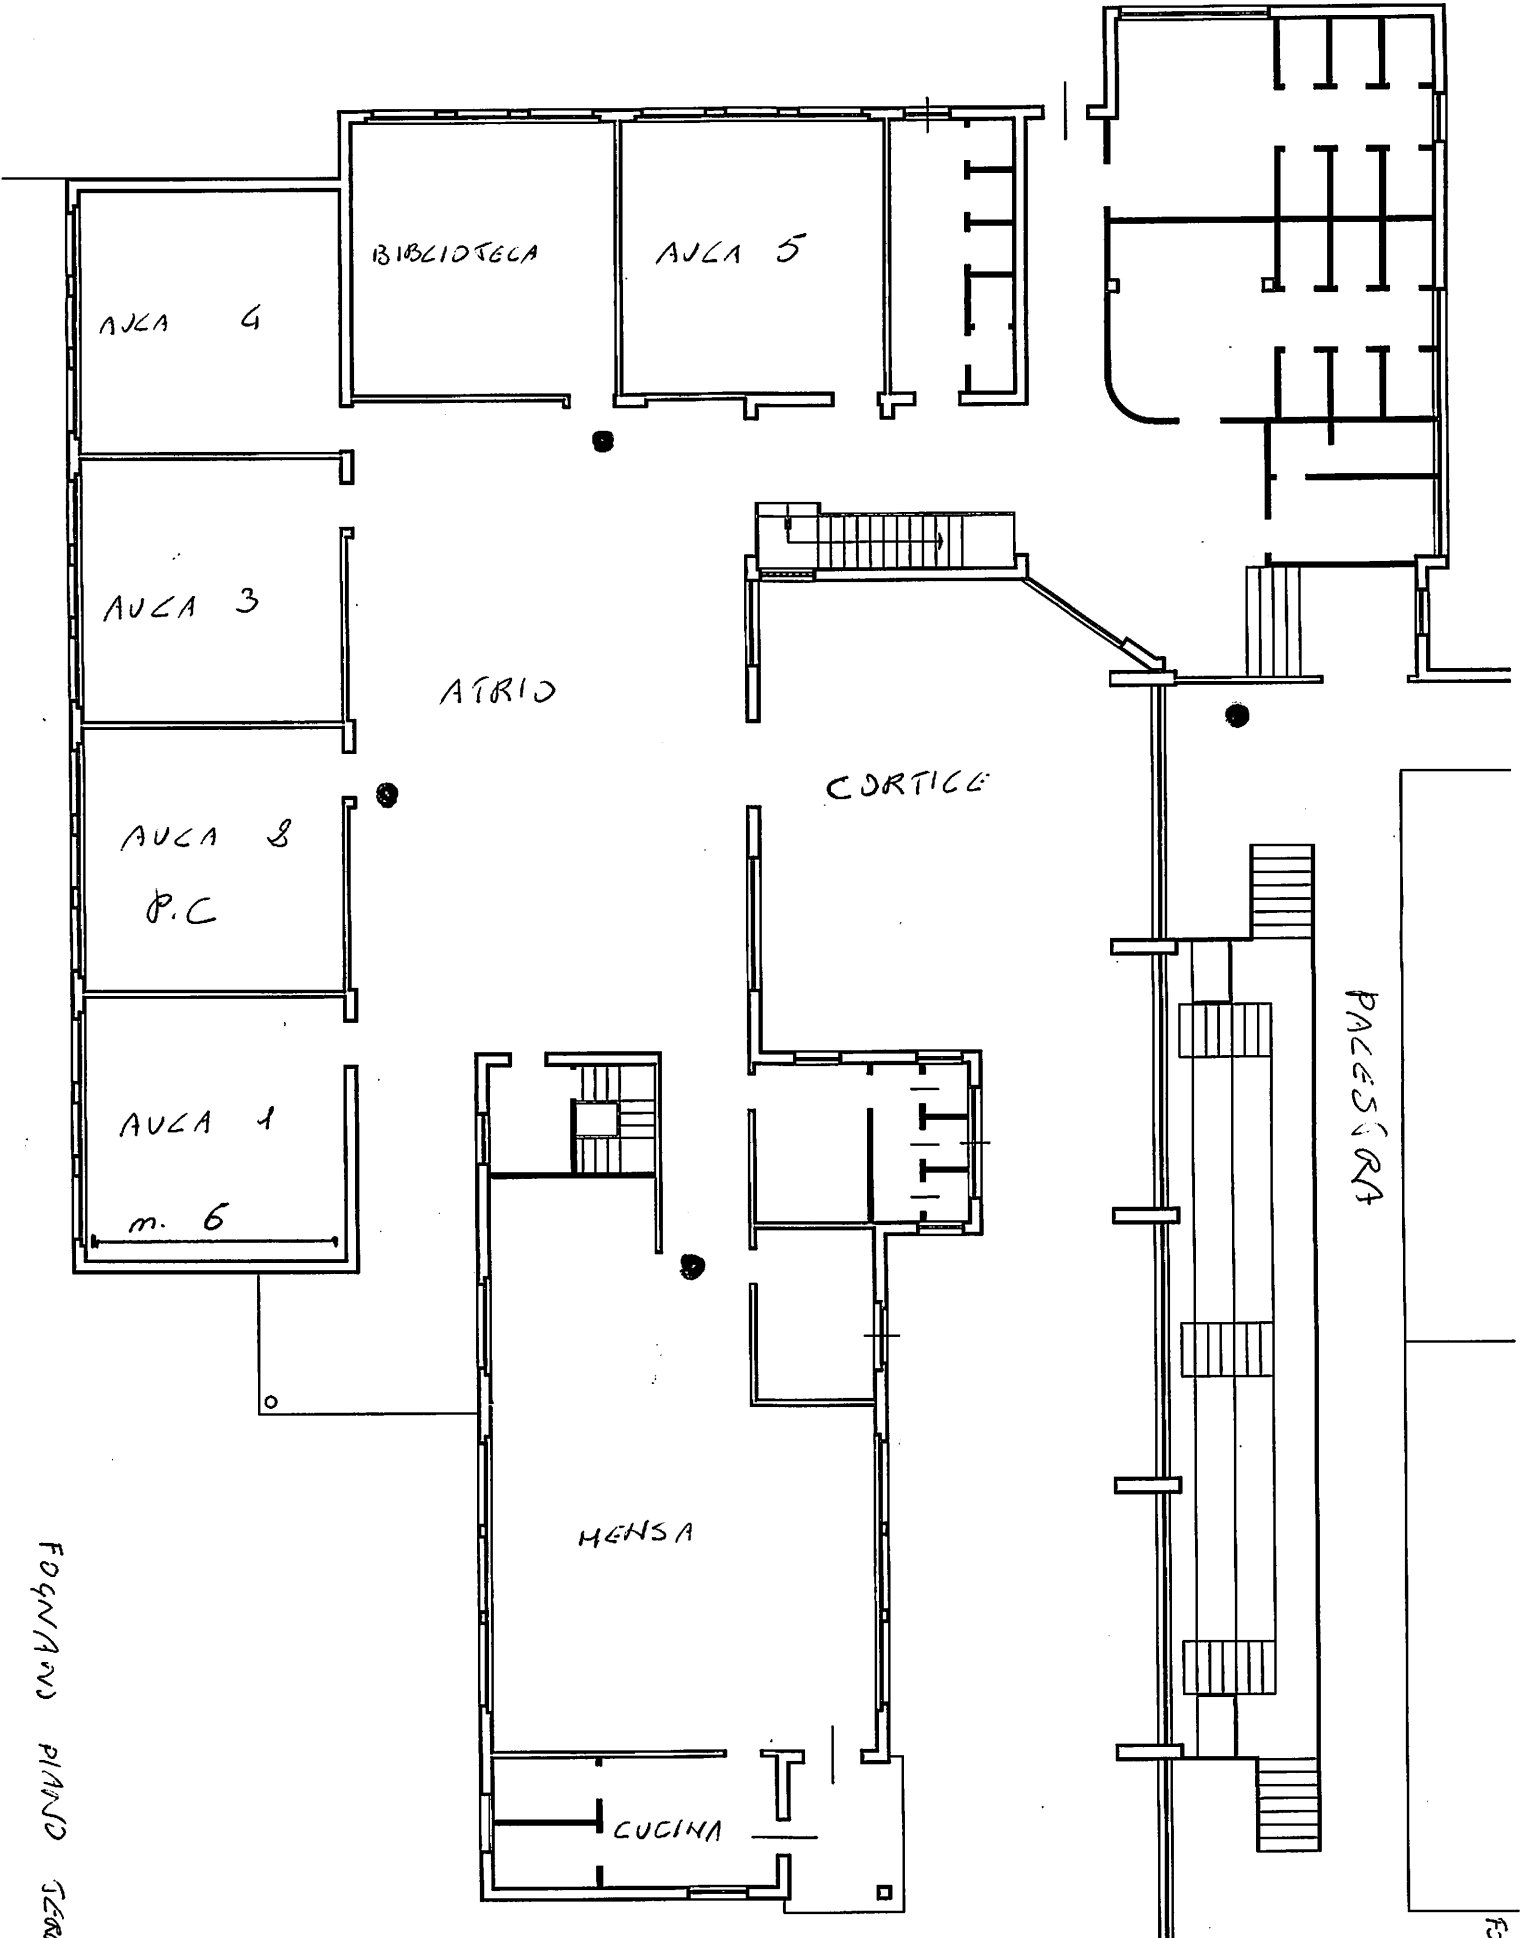 BIBLIOTECA
AULA 5
AULA 4
AULA 3
ATRIO
CORTILE
AULA 2
P.C
PALESTRA
AULA 1
m. 6
MENSA
CUCINA
FOGNANO PIANO